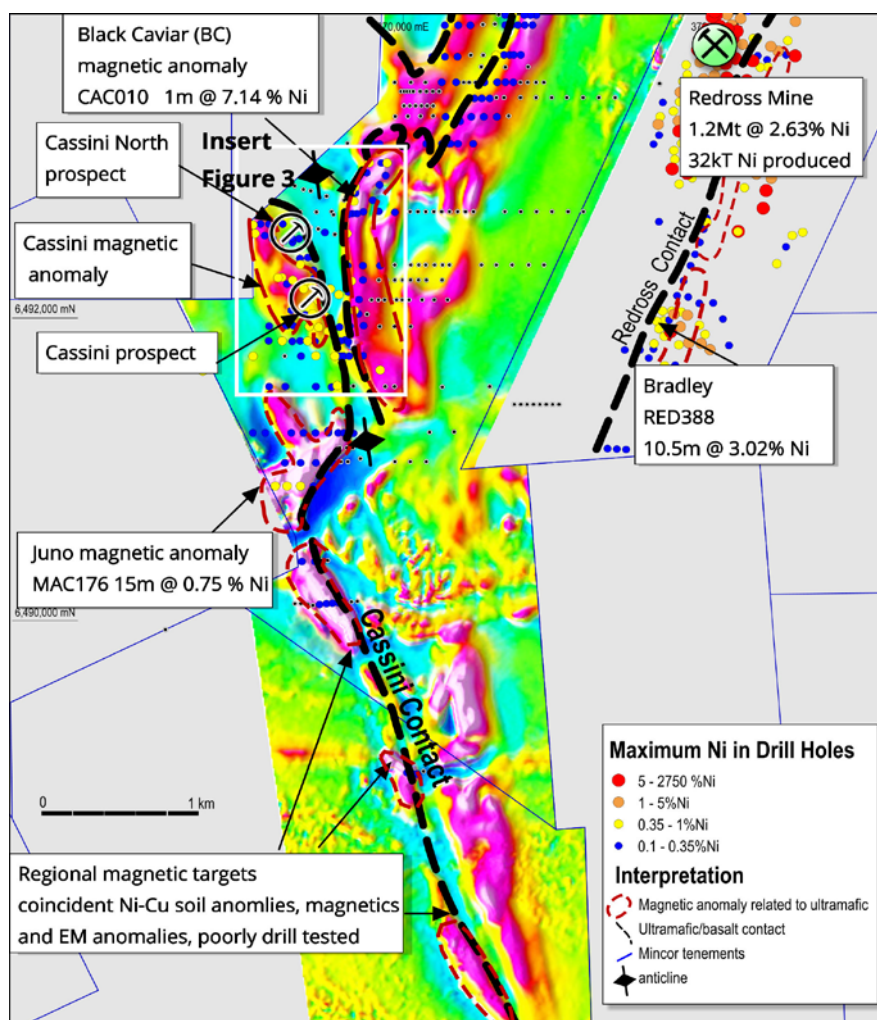 Black Caviar (BC)
magnetic anomaly
CAC010 1m @ 7.14 % Ni
Cassini North
prospect
Insert
Figure 3
Cassini magnetic
anomaly
6,492,000 mN
Cassini prospect
70,000 mE
37
Redross Mine
1.2Mt @ 2.63% Ni
32kT Ni produced
Redross Contact
Bradley
RED388
10.5m @ 3.02% Ni
Juno magnetic anomaly
MAC176 15m @ 0.75 % Ni
6,490,000 mN
Cassini Contact
0 1 km
Regional magnetic targets
coincident Ni-Cu soil anomlies, magnetics
and EM anomalies, poorly drill tested
Maximum Ni in Drill Holes
5 - 2750 %Ni
1 - 5%Ni
0.35 - 1%Ni
0.1 - 0.35%Ni
Interpretation
Magnetic anomaly related to ultramafic
Ultramafic/basalt contact
Mincor tenements
anticline